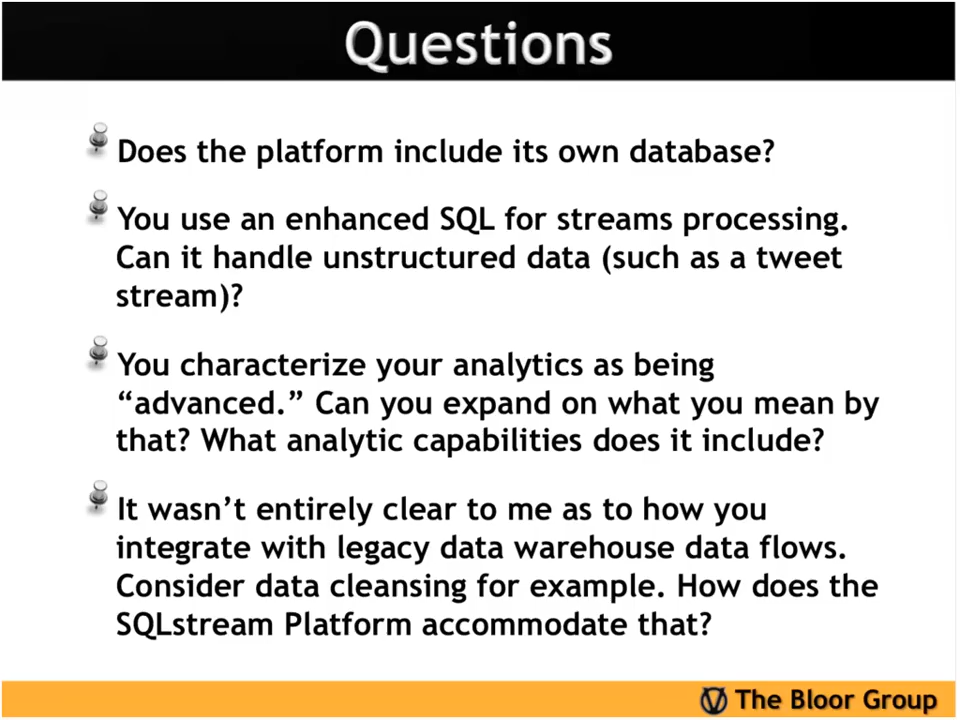 Questions
Does the platform include its own database?
You use an enhanced SQL for streams processing.
Can it handle unstructured data (such as a tweet
stream)?
You characterize your analytics as being
“advanced.” Can you expand on what you mean by
that? What analytic capabilities does it include?
It wasn’t entirely clear to me as to how you
integrate with legacy data warehouse data flows.
Consider data cleansing for example. How does the
SQLstream Platform accommodate that?
The Bloor Group